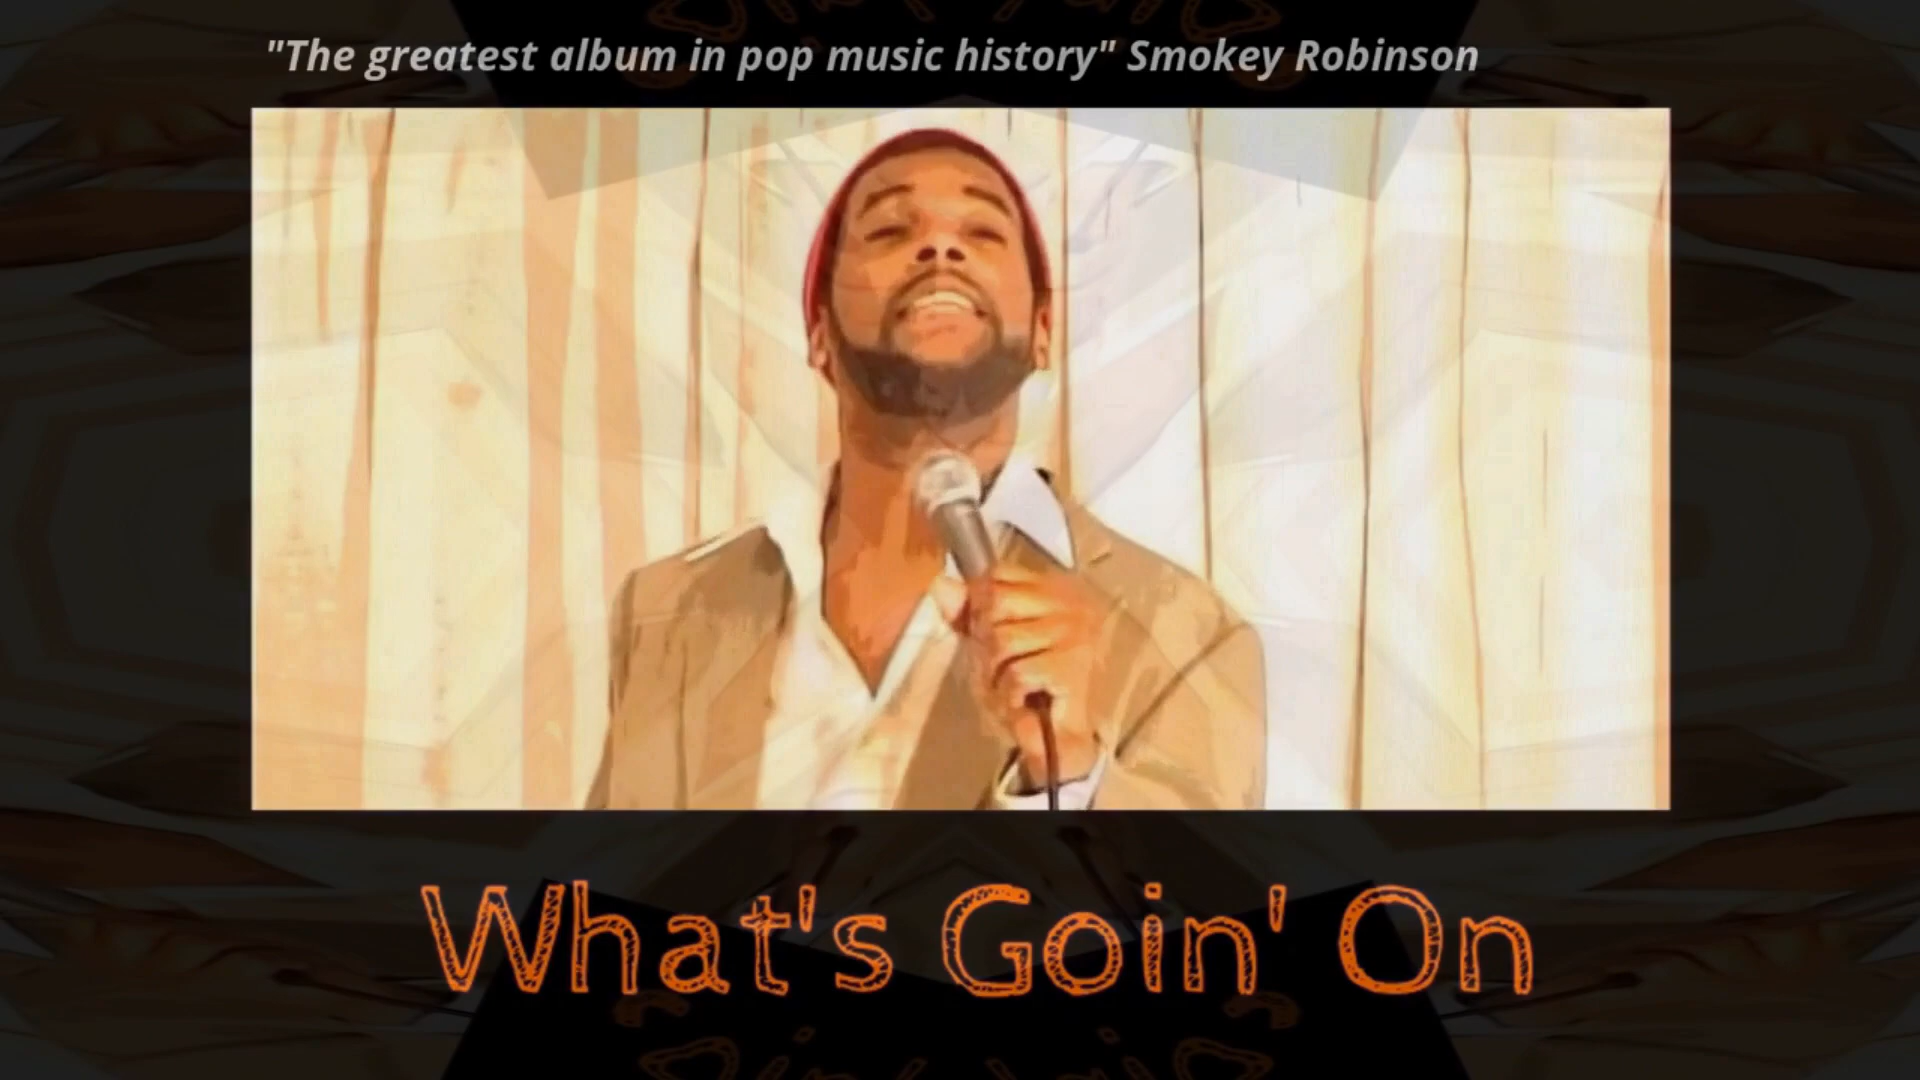 "The greatest album in pop music history" Smokey Robinson
What's Goin' On